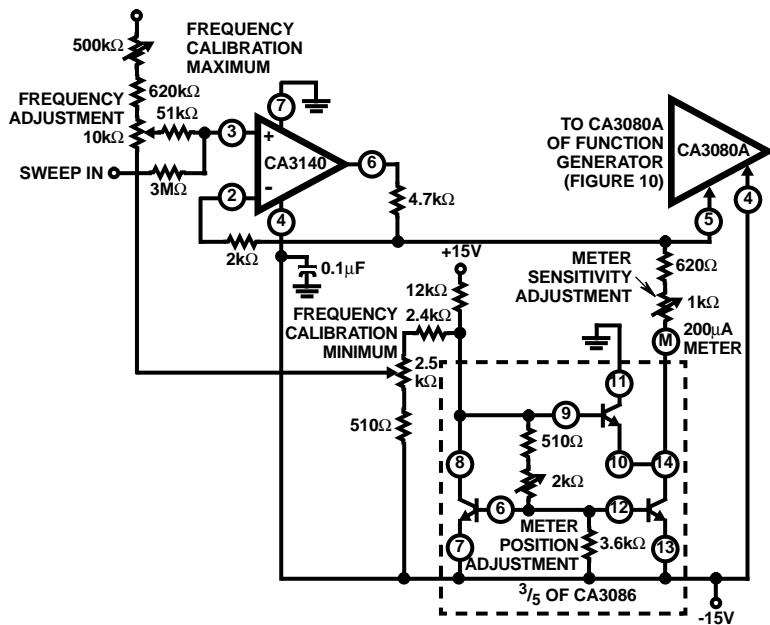 500kΩ
FREQUENCY
CALIBRATION
MAXIMUM
620kΩ
FREQUENCY
ADJUSTMENT
10kΩ
51kΩ
SWEEP IN
3MΩ
7
3
+
CA3140
6
2
-
4
4.7kΩ
2kΩ
0.1µF
TO CA3080A
OF FUNCTION
GENERATOR
(FIGURE 10)
CA3080A
5
4
+15V
12kΩ
METER
SENSITIVITY
ADJUSTMENT
620Ω
1kΩ
M
200µA
METER
FREQUENCY
CALIBRATION
MINIMUM
2.4kΩ
2.5
kΩ
510Ω
11
9
510Ω
10
14
8
2kΩ
6
12
7
METER
POSITION
ADJUSTMENT
3.6kΩ
13
3/5 OF CA3086
-15V